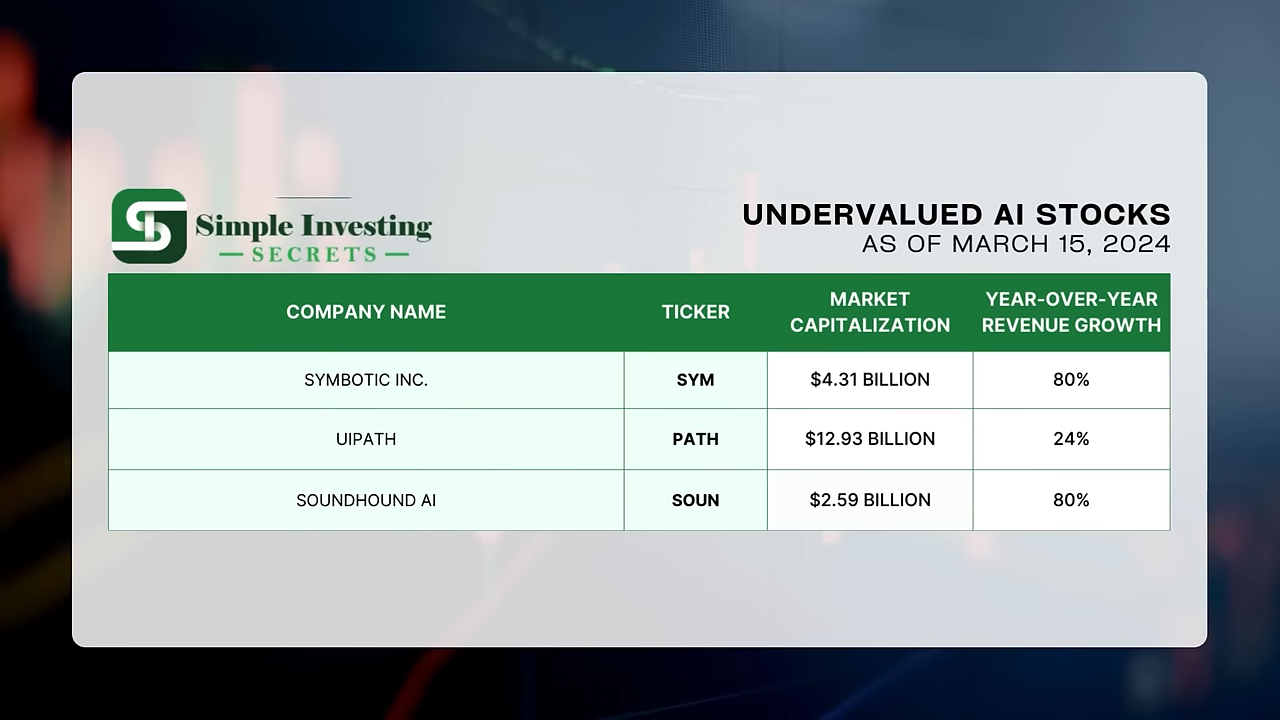 Simple Investing
SECRETS
UNDERVALUED AI STOCKS
AS OF MARCH 15, 2024
COMPANY NAME TICKER MARKET CAPITALIZATION YEAR-OVER-YEAR REVENUE GROWTH
SYMBOTIC INC. SYM $4.31 BILLION 80%
UIPATH PATH $12.93 BILLION 24%
SOUNDHOUND AI SOUN $2.59 BILLION 80%